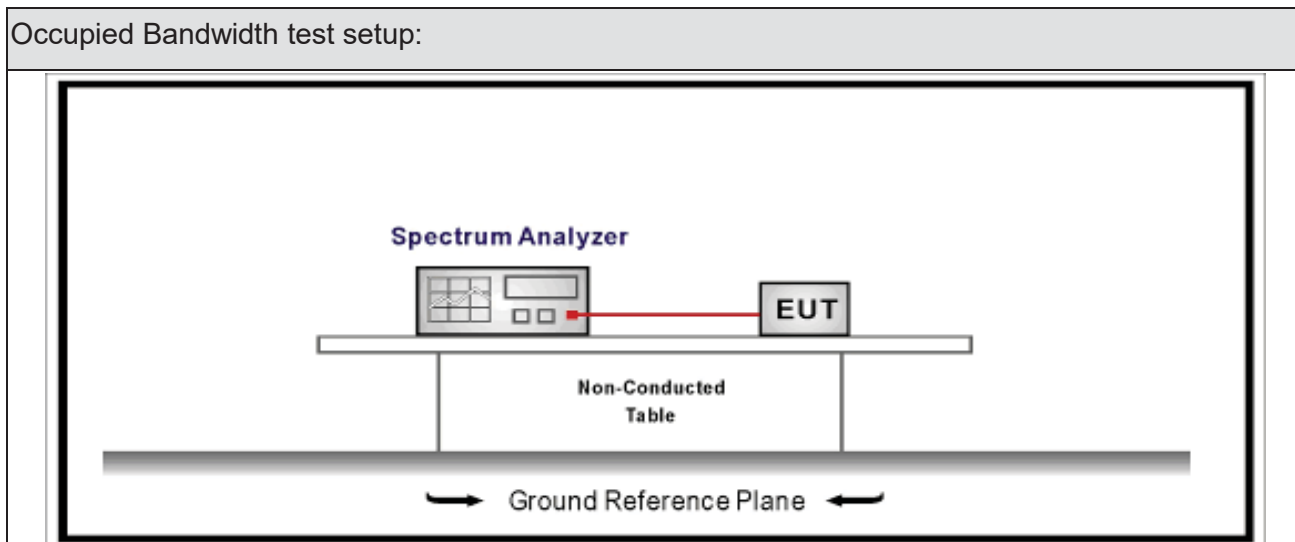 Occupied Bandwidth test setup:
Spectrum Analyzer
EUT
Non-Conducted
Table
Ground Reference Plane